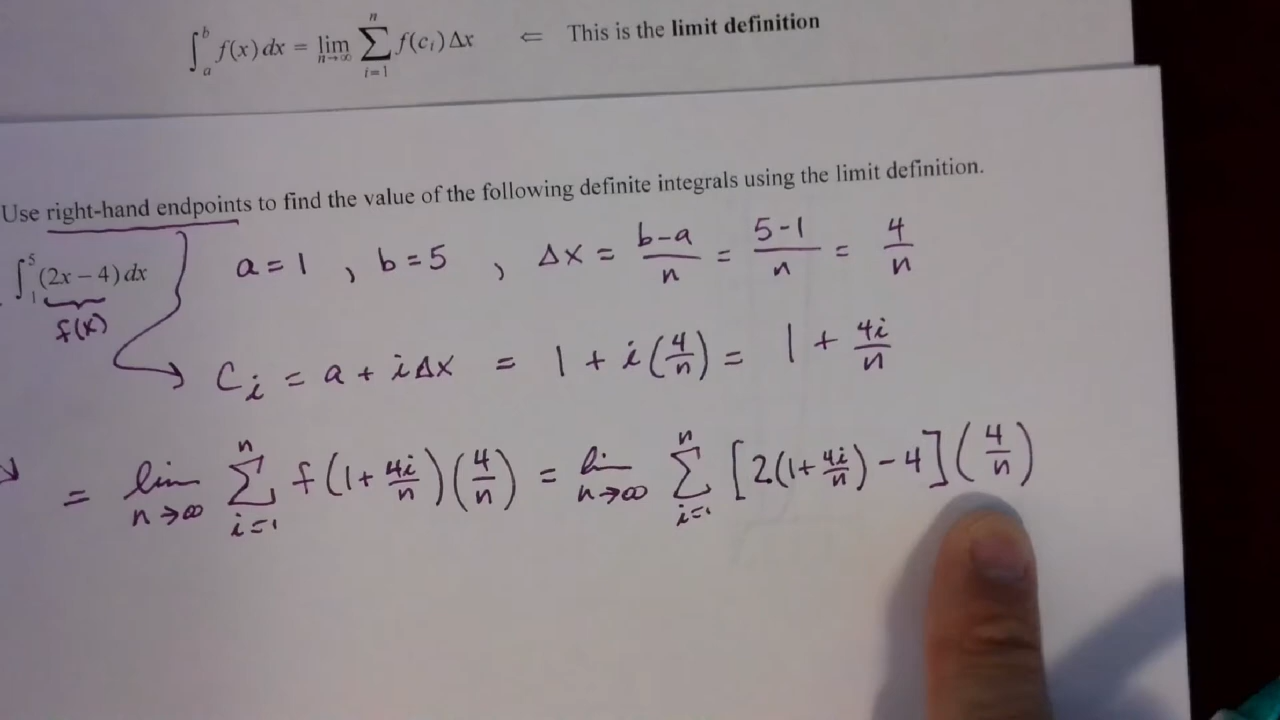 ∫_a^b f(x) dx = lim_{n→∞} ∑_{i=1}^{n} f(c_i) Δx ⇐ This is the limit definition
Use right-hand endpoints to find the value of the following definite integrals using the limit definition.
∫_1^5 (2x − 4) dx a = 1 , b = 5 , Δx = (b-a)/n = (5-1)/n = 4/n
f(x)
C_i = a + iΔx = 1 + i(4/n) = 1 + 4i/n
= lim_{n→∞} ∑_{i=1}^{n} f(1 + 4i/n)(4/n) = lim_{n→∞} ∑_{i=1}^{n} [2(1 + 4i/n) − 4](4/n)